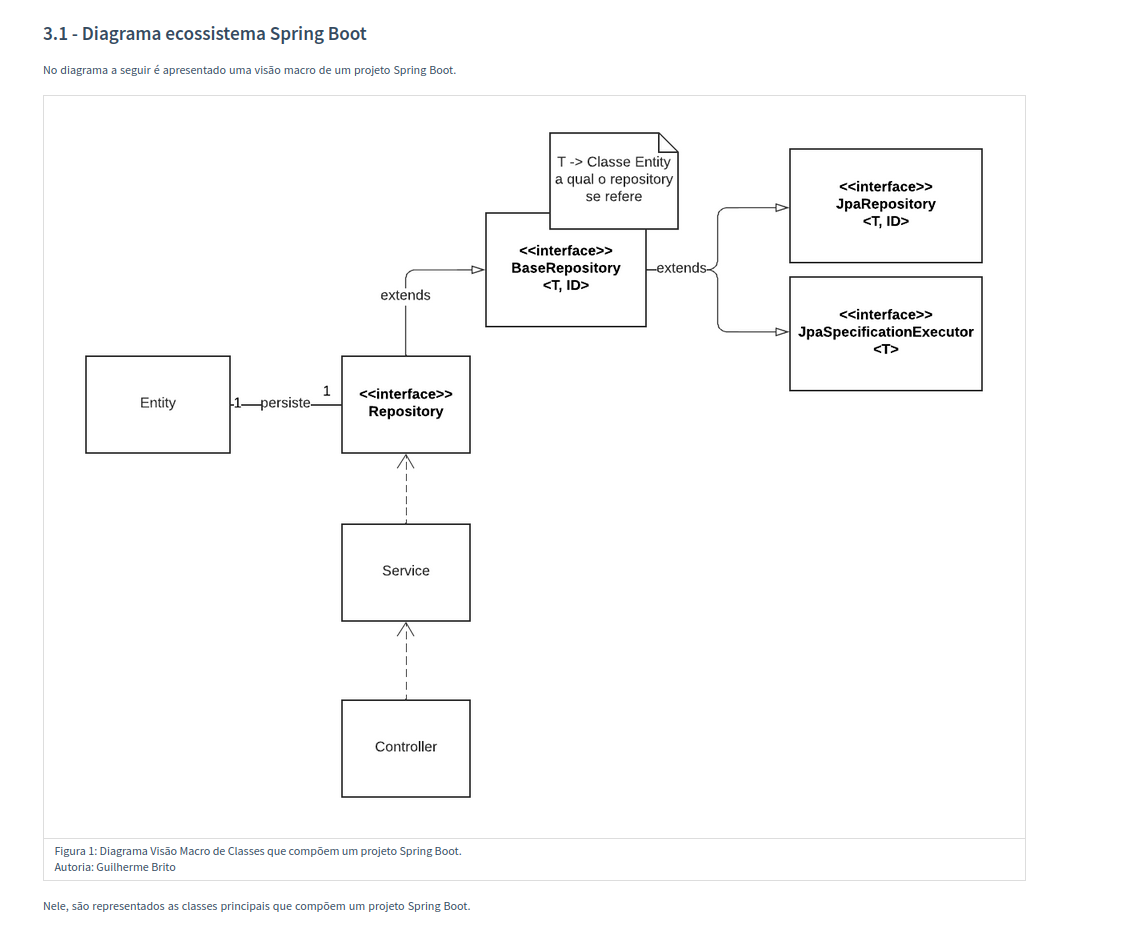 3.1 - Diagrama ecossistema Spring Boot
No diagrama a seguir é apresentado uma visão macro de um projeto Spring Boot.
T -> Classe Entity
a qual o repository
se refere
<<interface>>
JpaRepository
<T, ID>
<<interface>>
BaseRepository
<T, ID>
extends
extends
<<interface>>
JpaSpecificationExecutor
<T>
Entity
1
persiste
1
<<interface>>
Repository
Service
Controller
Figura 1: Diagrama Visão Macro de Classes que compõem um projeto Spring Boot.
Autoria: Guilherme Brito
Nele, são representados as classes principais que compõem um projeto Spring Boot.